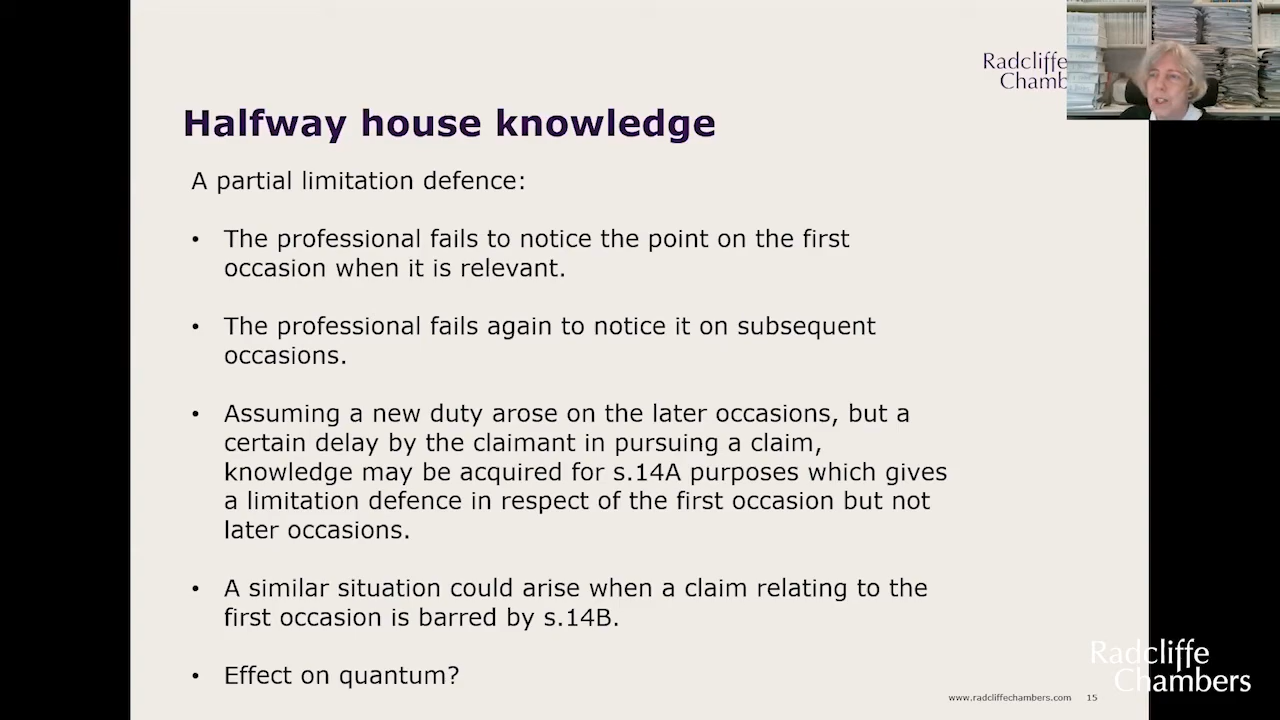 Radcliffe
Chamb
Halfway house knowledge
A partial limitation defence:
• The professional fails to notice the point on the first
occasion when it is relevant.
• The professional fails again to notice it on subsequent
occasions.
• Assuming a new duty arose on the later occasions, but a
certain delay by the claimant in pursuing a claim,
knowledge may be acquired for s.14A purposes which gives
a limitation defence in respect of the first occasion but not
later occasions.
• A similar situation could arise when a claim relating to the
first occasion is barred by s.14B.
• Effect on quantum?
www.radcliffechambers.com 15
Radcliffe
Chambers